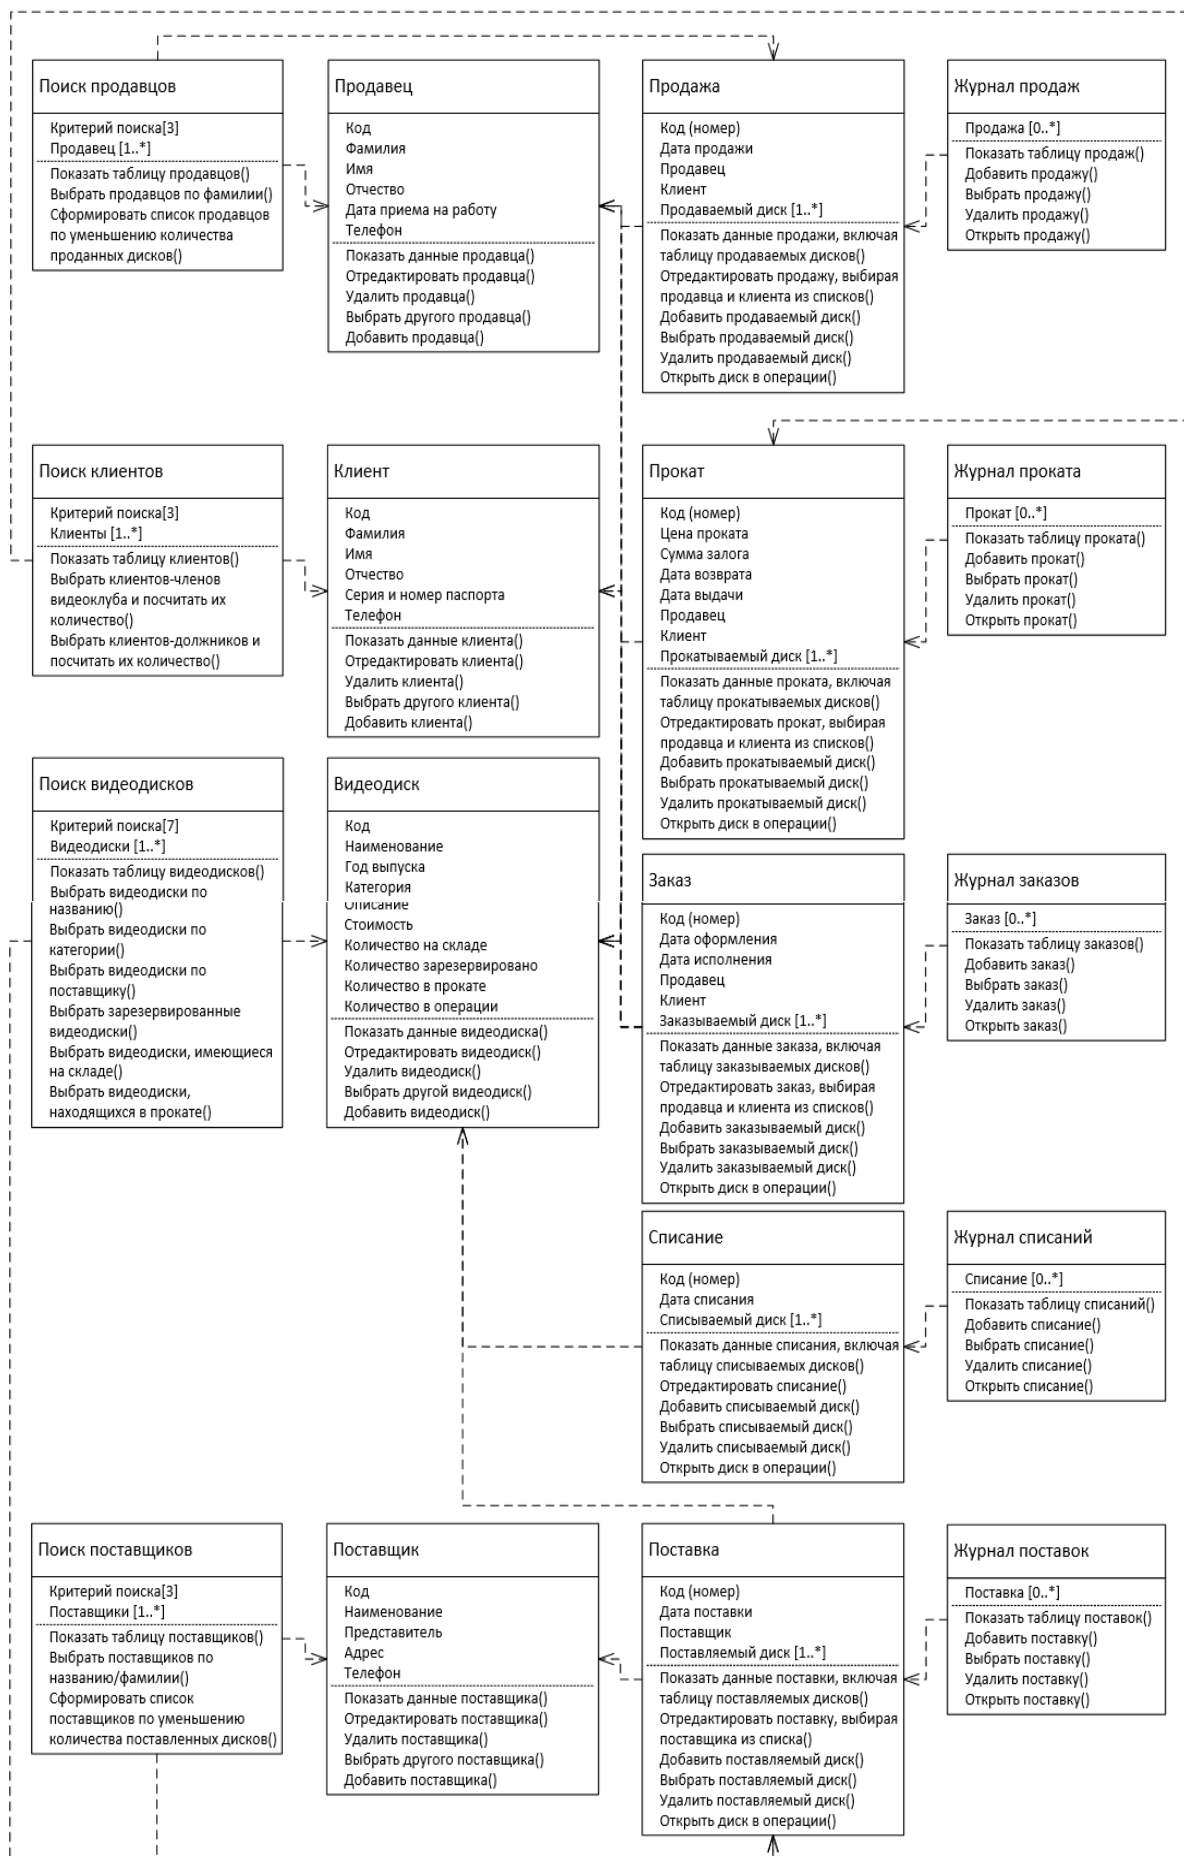 Поиск продавцов
Критерий поиска[3]
Продавец [1..*]
Показать таблицу продавцов()
Выбрать продавцов по фамилии()
Сформировать список продавцов
по уменьшению количества
проданных дисков()
Продавец
Код
Фамилия
Имя
Отчество
Дата приема на работу
Телефон
Показать данные продавца()
Отредактировать продавца()
Удалить продавца()
Выбрать другого продавца()
Добавить продавца()
Продажа
Код (номер)
Дата продажи
Продавец
Клиент
Продаваемый диск [1..*]
Показать данные продажи, включая
таблицу продаваемых дисков()
Отредактировать продажу, выбирая
продавца и клиента из списков()
Добавить продаваемый диск()
Выбрать продаваемый диск()
Удалить продаваемый диск()
Открыть диск в операции()
Журнал продаж
Продажа [0..*]
Показать таблицу продаж()
Добавить продажу()
Выбрать продажу()
Удалить продажу()
Открыть продажу()
Поиск клиентов
Критерий поиска[3]
Клиенты [1..*]
Показать таблицу клиентов()
Выбрать клиентов-членов
видеоклуба и посчитать их
количество()
Выбрать клиентов-должников и
посчитать их количество()
Клиент
Код
Фамилия
Имя
Отчество
Серия и номер паспорта
Телефон
Показать данные клиента()
Отредактировать клиента()
Удалить клиента()
Выбрать другого клиента()
Добавить клиента()
Прокат
Код (номер)
Цена проката
Сумма залога
Дата возврата
Дата выдачи
Продавец
Клиент
Прокатываемый диск [1..*]
Показать данные проката, включая
таблицу прокатываемых дисков()
Отредактировать прокат, выбирая
продавца и клиента из списков()
Добавить прокатываемый диск()
Выбрать прокатываемый диск()
Удалить прокатываемый диск()
Открыть диск в операции()
Журнал проката
Прокат [0..*]
Показать таблицу проката()
Добавить прокат()
Выбрать прокат()
Удалить прокат()
Открыть прокат()
Поиск видеодисков
Критерий поиска[7]
Видеодиски [1..*]
Показать таблицу видеодисков()
Выбрать видеодиски по
названию()
Выбрать видеодиски по
категории()
Выбрать видеодиски по
поставщику()
Выбрать зарезервированные
видеодиски()
Выбрать видеодиски, имеющиеся
на складе()
Выбрать видеодиски,
находящихся в прокате()
Видеодиск
Код
Наименование
Год выпуска
Категория
Описание
Стоимость
Количество на складе
Количество зарезервировано
Количество в прокате
Количество в операции
Показать данные видеодиска()
Отредактировать видеодиск()
Удалить видеодиск()
Выбрать другой видеодиск()
Добавить видеодиск()
Заказ
Код (номер)
Дата оформления
Дата исполнения
Продавец
Клиент
Заказываемый диск [1..*]
Показать данные заказа, включая
таблицу заказываемых дисков()
Отредактировать заказ, выбирая
продавца и клиента из списков()
Добавить заказываемый диск()
Выбрать заказываемый диск()
Удалить заказываемый диск()
Открыть диск в операции()
Журнал заказов
Заказ [0..*]
Показать таблицу заказов()
Добавить заказ()
Выбрать заказ()
Удалить заказ()
Открыть заказ()
Списание
Код (номер)
Дата списания
Списываемый диск [1..*]
Показать данные списания, включая
таблицу списываемых дисков()
Отредактировать списание()
Добавить списываемый диск()
Выбрать списываемый диск()
Удалить списываемый диск()
Открыть диск в операции()
Журнал списаний
Списание [0..*]
Показать таблицу списаний()
Добавить списание()
Выбрать списание()
Удалить списание()
Открыть списание()
Поиск поставщиков
Критерий поиска[3]
Поставщики [1..*]
Показать таблицу поставщиков()
Выбрать поставщиков по
названию/фамилии()
Сформировать список
поставщиков по уменьшению
количества поставленных дисков()
Поставщик
Код
Наименование
Представитель
Адрес
Телефон
Показать данные поставщика()
Отредактировать поставщика()
Удалить поставщика()
Выбрать другого поставщика()
Добавить поставщика()
Поставка
Код (номер)
Дата поставки
Поставщик
Поставляемый диск [1..*]
Показать данные поставки, включая
таблицу поставляемых дисков()
Отредактировать поставку, выбирая
поставщика из списка()
Добавить поставляемый диск()
Выбрать поставляемый диск()
Удалить поставляемый диск()
Открыть диск в операции()
Журнал поставок
Поставка [0..*]
Показать таблицу поставок()
Добавить поставку()
Выбрать поставку()
Удалить поставку()
Открыть поставку()